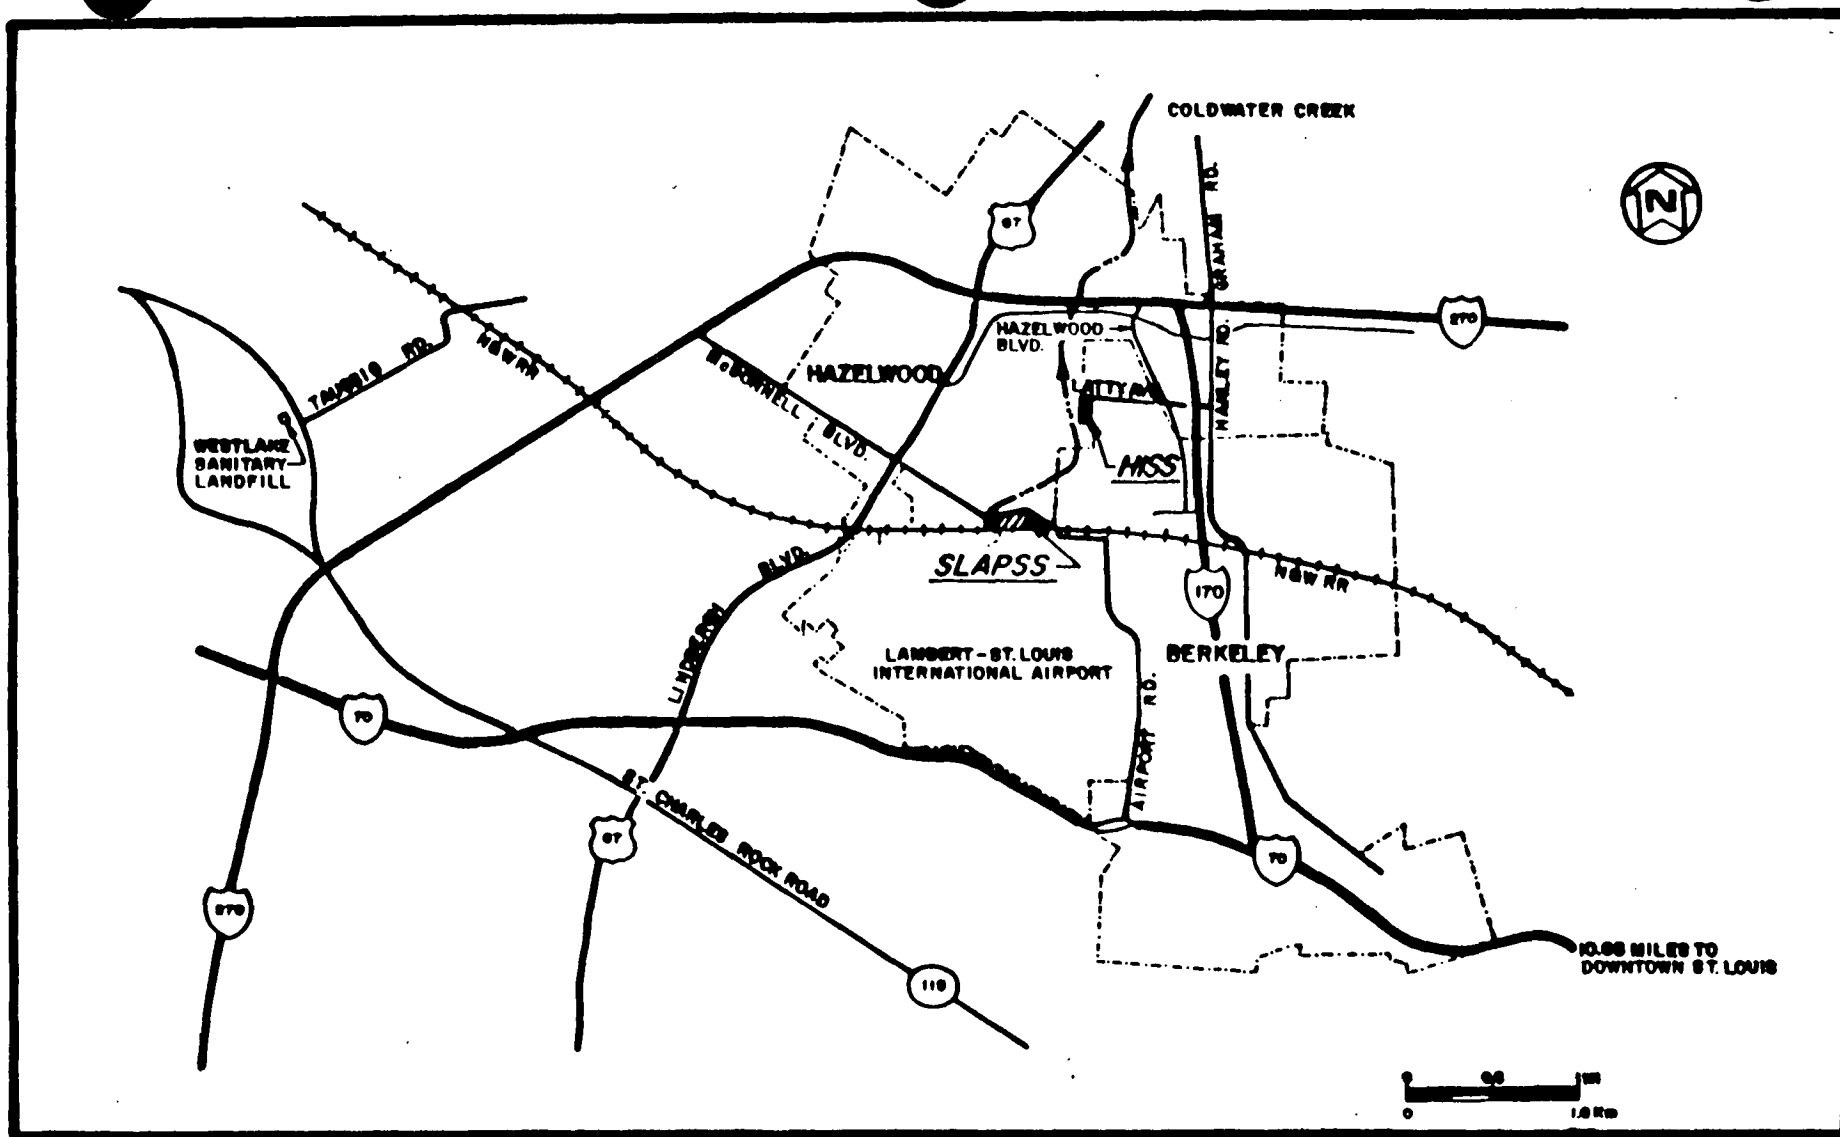 COLDWATER CREEK
N
GRAHAM RD.
67
270
HAZELWOOD
BLVD.
HANLEY RD.
TAUSSIG RD.
N&W RR
McDONNELL BLVD.
HAZELWOOD
LATTY AVE
WESTLAKE
SANITARY
LANDFILL
HISS
SLAPSS
LINDBERGH BLVD.
170
N&W RR
LAMBERT-ST. LOUIS
INTERNATIONAL AIRPORT
BERKELEY
AIRPORT RD.
70
ST. CHARLES ROCK ROAD
67
70
270
MILES TO
DOWNTOWN ST. LOUIS
0
0